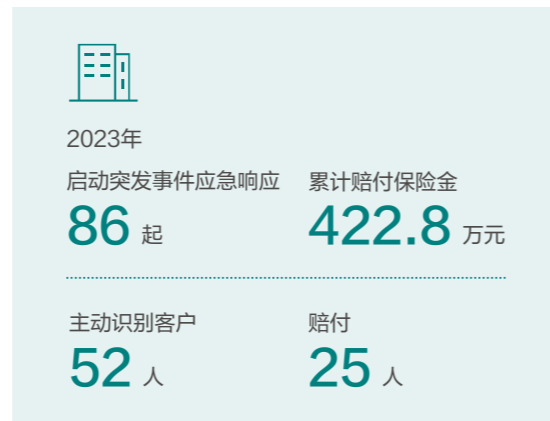 2023年
启动突发事件应急响应 累计赔付保险金
86 起 422.8 万元
主动识别客户 赔付
52 人 25 人